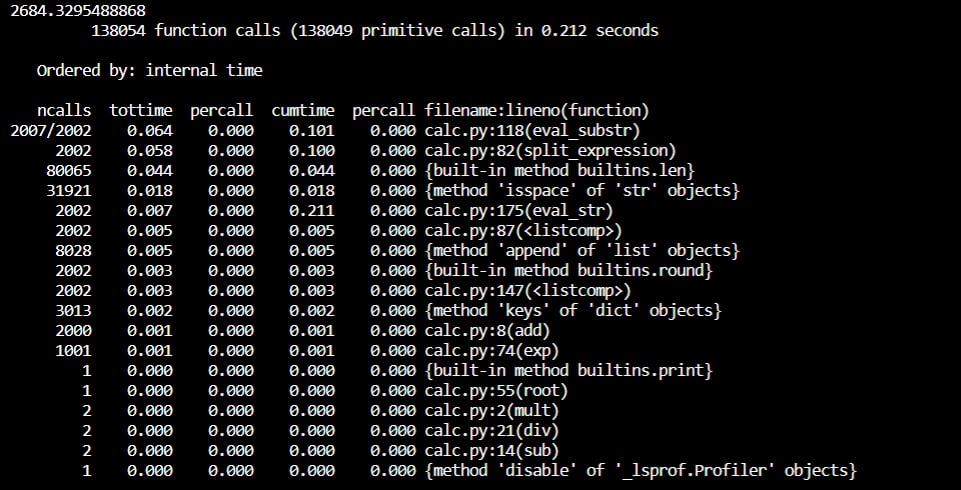 2684.3295488868
138054 function calls (138049 primitive calls) in 0.212 seconds
Ordered by: internal time
ncalls tottime percall cumtime percall filename:lineno(function)
2007/2002 0.064 0.000 0.101 0.000 calc.py:118(eval_substr)
2002 0.058 0.000 0.100 0.000 calc.py:82(split_expression)
80065 0.044 0.000 0.044 0.000 {built-in method builtins.len}
31921 0.018 0.000 0.018 0.000 {method 'isspace' of 'str' objects}
2002 0.007 0.000 0.211 0.000 calc.py:175(eval_str)
2002 0.005 0.000 0.005 0.000 calc.py:87(<listcomp>)
8028 0.005 0.000 0.005 0.000 {method 'append' of 'list' objects}
2002 0.003 0.000 0.003 0.000 {built-in method builtins.round}
2002 0.003 0.000 0.003 0.000 calc.py:147(<listcomp>)
3013 0.002 0.000 0.002 0.000 {method 'keys' of 'dict' objects}
2000 0.001 0.000 0.001 0.000 calc.py:8(add)
1001 0.001 0.000 0.001 0.000 calc.py:74(exp)
1 0.000 0.000 0.000 0.000 {built-in method builtins.print}
1 0.000 0.000 0.000 0.000 calc.py:55(root)
2 0.000 0.000 0.000 0.000 calc.py:2(mult)
2 0.000 0.000 0.000 0.000 calc.py:21(div)
2 0.000 0.000 0.000 0.000 calc.py:14(sub)
1 0.000 0.000 0.000 0.000 {method 'disable' of '_lsprof.Profiler' objects}